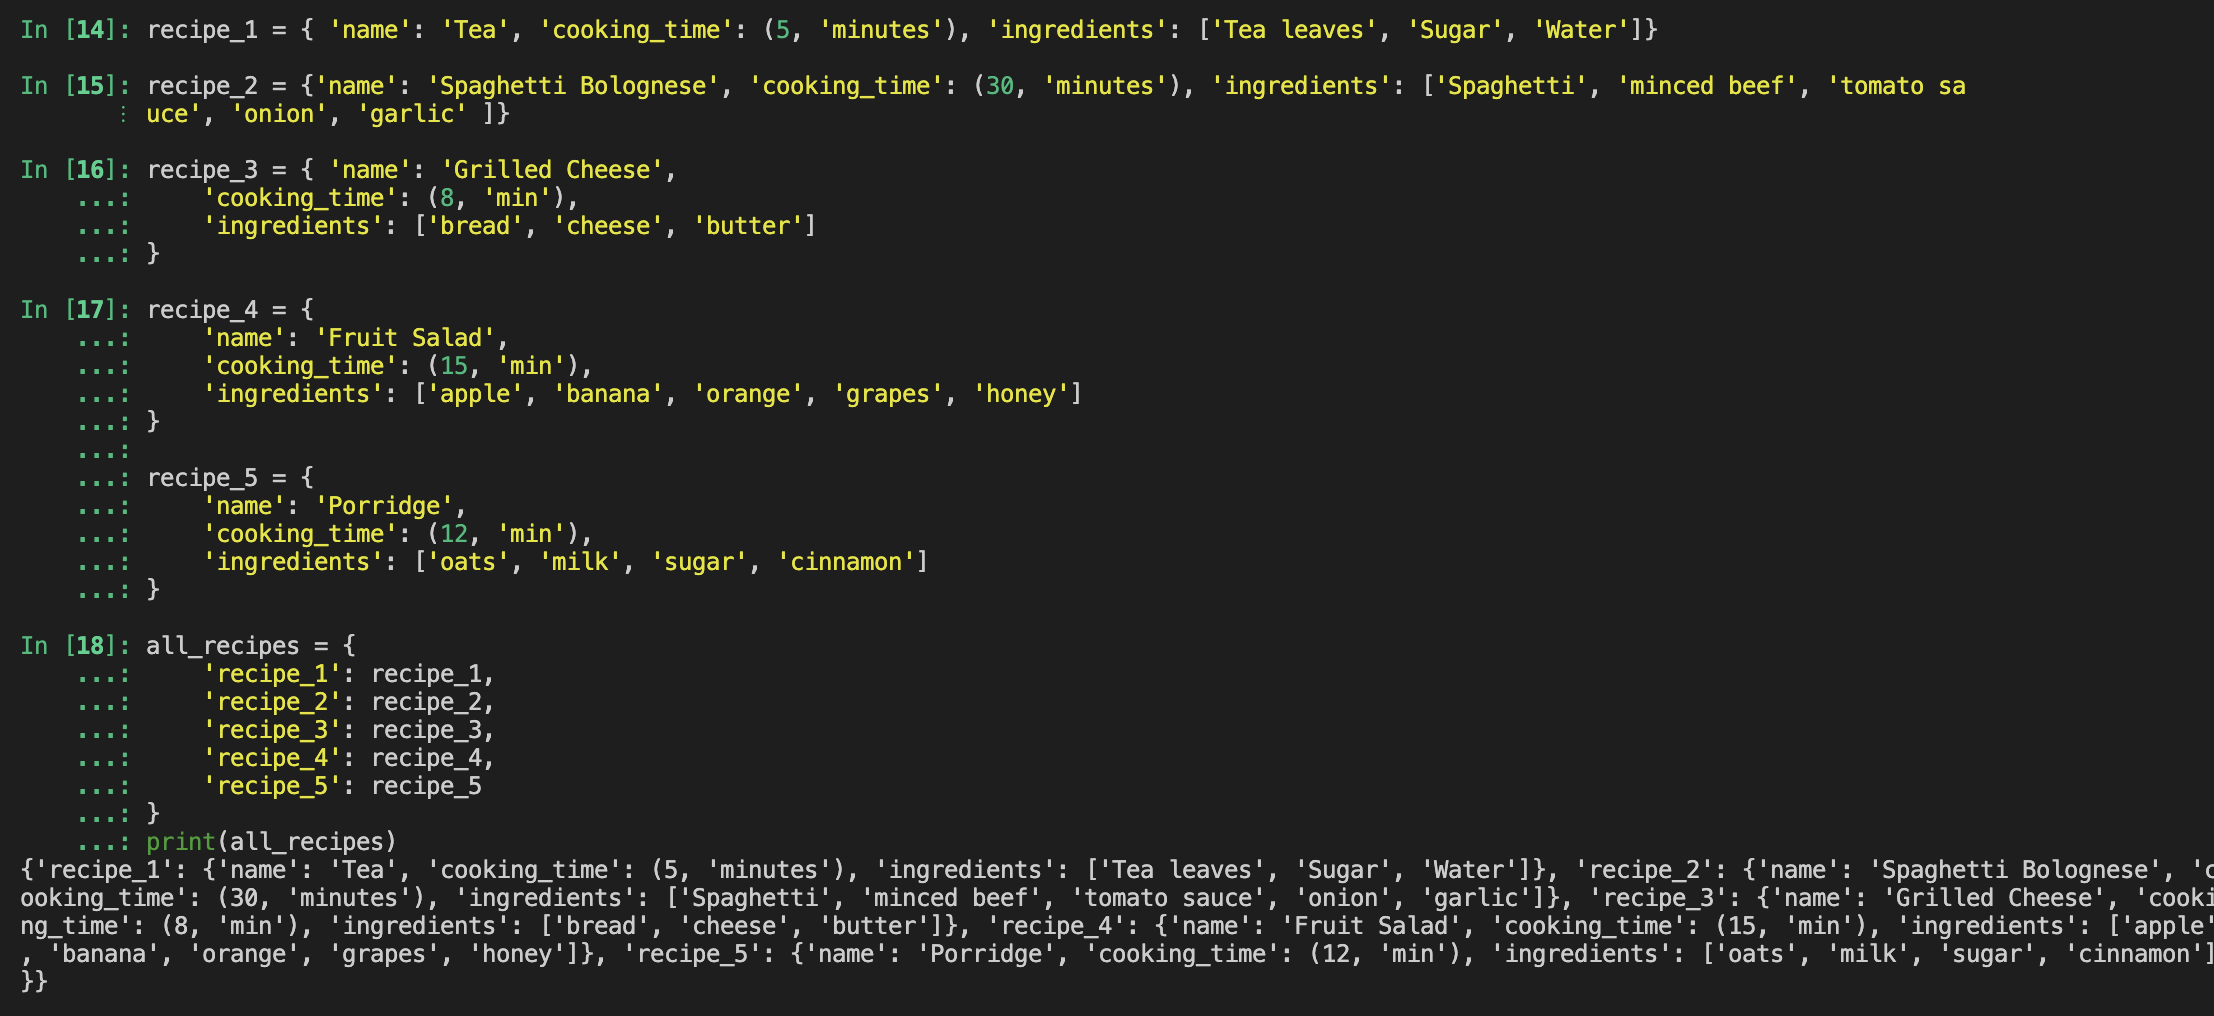 In [14]: recipe_1 = { 'name': 'Tea', 'cooking_time': (5, 'minutes'), 'ingredients': ['Tea leaves', 'Sugar', 'Water']}
In [15]: recipe_2 = {'name': 'Spaghetti Bolognese', 'cooking_time': (30, 'minutes'), 'ingredients': ['Spaghetti', 'minced beef', 'tomato sa
       ⋮ uce', 'onion', 'garlic' ]}
In [16]: recipe_3 = { 'name': 'Grilled Cheese',
    ...:     'cooking_time': (8, 'min'),
    ...:     'ingredients': ['bread', 'cheese', 'butter']
    ...: }
In [17]: recipe_4 = {
    ...:     'name': 'Fruit Salad',
    ...:     'cooking_time': (15, 'min'),
    ...:     'ingredients': ['apple', 'banana', 'orange', 'grapes', 'honey']
    ...: }
    ...:
    ...: recipe_5 = {
    ...:     'name': 'Porridge',
    ...:     'cooking_time': (12, 'min'),
    ...:     'ingredients': ['oats', 'milk', 'sugar', 'cinnamon']
    ...: }
In [18]: all_recipes = {
    ...:     'recipe_1': recipe_1,
    ...:     'recipe_2': recipe_2,
    ...:     'recipe_3': recipe_3,
    ...:     'recipe_4': recipe_4,
    ...:     'recipe_5': recipe_5
    ...: }
    ...: print(all_recipes)
{'recipe_1': {'name': 'Tea', 'cooking_time': (5, 'minutes'), 'ingredients': ['Tea leaves', 'Sugar', 'Water']}, 'recipe_2': {'name': 'Spaghetti Bolognese', 'c
ooking_time': (30, 'minutes'), 'ingredients': ['Spaghetti', 'minced beef', 'tomato sauce', 'onion', 'garlic']}, 'recipe_3': {'name': 'Grilled Cheese', 'cooki
ng_time': (8, 'min'), 'ingredients': ['bread', 'cheese', 'butter']}, 'recipe_4': {'name': 'Fruit Salad', 'cooking_time': (15, 'min'), 'ingredients': ['apple'
, 'banana', 'orange', 'grapes', 'honey']}, 'recipe_5': {'name': 'Porridge', 'cooking_time': (12, 'min'), 'ingredients': ['oats', 'milk', 'sugar', 'cinnamon']
}}